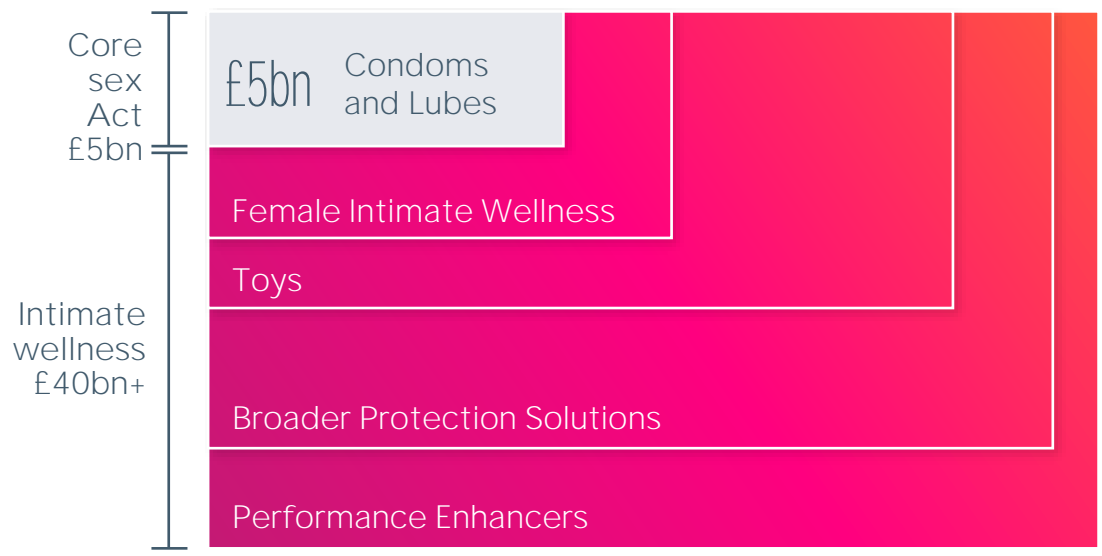 Core
sex
Act
£5bn
£5bn
Condoms
and Lubes
Female Intimate Wellness
Toys
Intimate
wellness
£40bn+
Broader Protection Solutions
Performance Enhancers